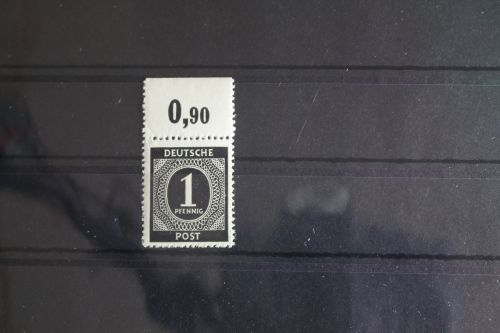 0,90
DEUTSCHE
1
PFENNIG
POST